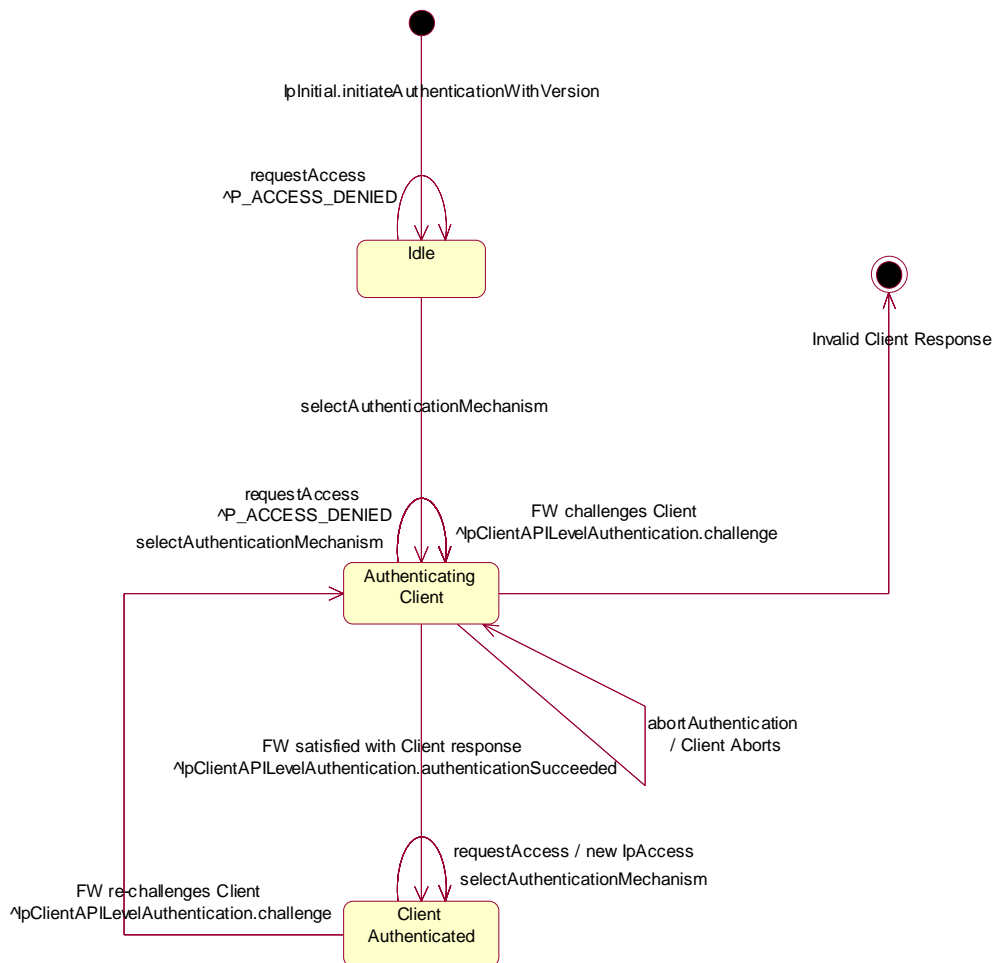 IpInitial.initiateAuthenticationWithVersion
requestAccess
^P_ACCESS_DENIED
Idle
Invalid Client Response
selectAuthenticationMechanism
requestAccess
^P_ACCESS_DENIED
selectAuthenticationMechanism
FW challenges Client
^IpClientAPILevelAuthentication.challenge
Authenticating
Client
abortAuthentication
/ Client Aborts
FW satisfied with Client response
^IpClientAPILevelAuthentication.authenticationSucceeded
requestAccess / new IpAccess
selectAuthenticationMechanism
FW re-challenges Client
^IpClientAPILevelAuthentication.challenge
Client
Authenticated